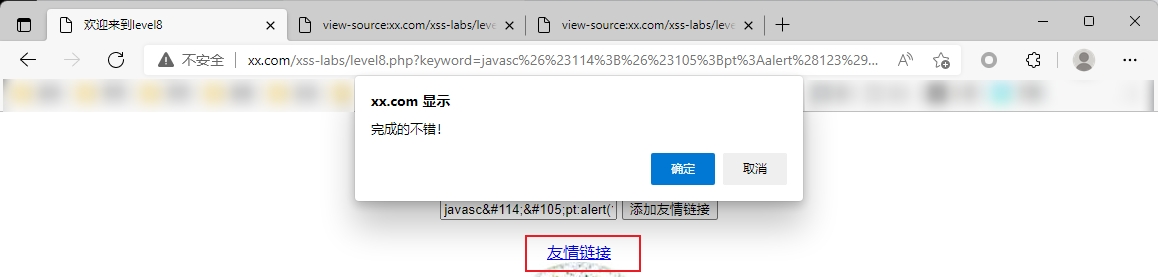 欢迎来到level8
view-source:xx.com/xss-labs/leve
view-source:xx.com/xss-labs/leve
不安全 xx.com/xss-labs/level8.php?keyword=javasc%26%23114%3B%26%23105%3Bpt%3Aalert%28123%29...
xx.com 显示
完成的不错！
确定 取消
javasc&#114;&#105;pt:alert( 添加友情链接
友情链接